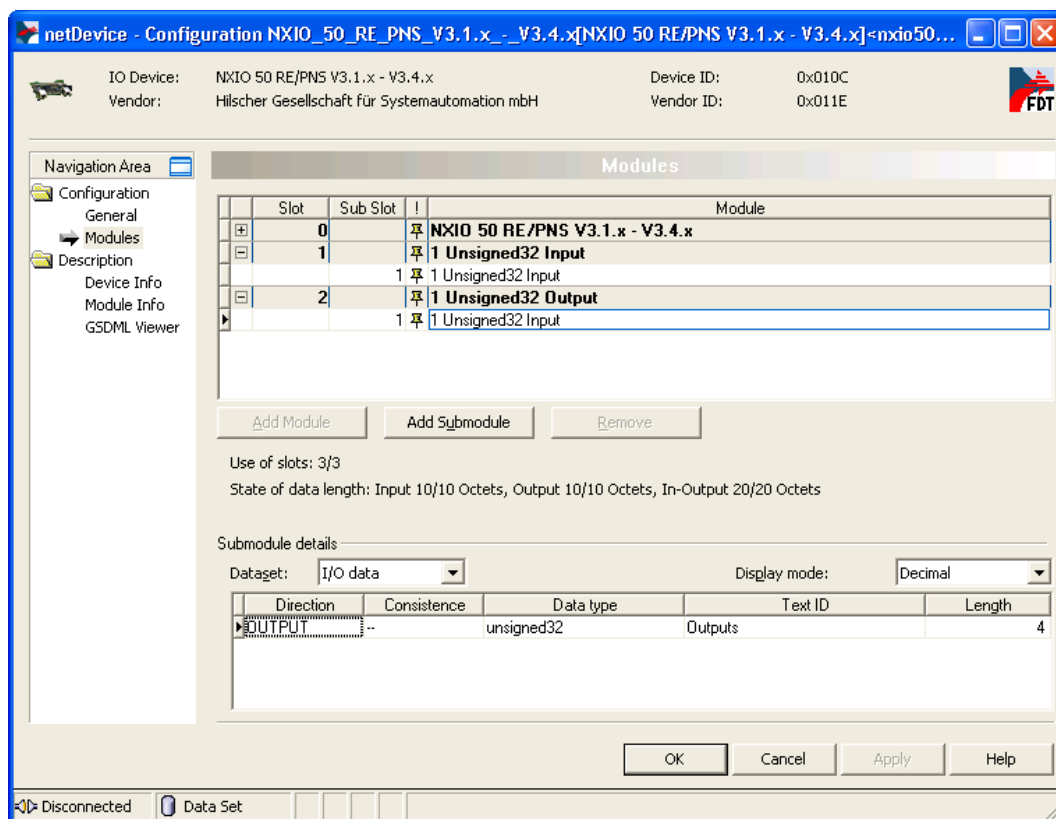 netDevice - Configuration NXIO_50_RE_PNS_V3.1.x_-_V3.4.x[NXIO 50 RE/PNS V3.1.x - V3.4.x]<nxio50...
IO Device: NXIO 50 RE/PNS V3.1.x - V3.4.x Device ID: 0x010C
Vendor: Hilscher Gesellschaft für Systemautomation mbH Vendor ID: 0x011E
FDT
Navigation Area
Configuration
General
Modules
Description
Device Info
Module Info
GSDML Viewer
Modules
Slot Sub Slot ! Module
0 NXIO 50 RE/PNS V3.1.x - V3.4.x
1 1 Unsigned32 Input
1 1 Unsigned32 Input
2 1 Unsigned32 Output
1 1 Unsigned32 Input
Add Module Add Submodule Remove
Use of slots: 3/3
State of data length: Input 10/10 Octets, Output 10/10 Octets, In-Output 20/20 Octets
Submodule details
Dataset: I/O data Display mode: Decimal
Direction Consistence Data type Text ID Length
OUTPUT -- unsigned32 Outputs 4
OK Cancel Apply Help
Disconnected Data Set